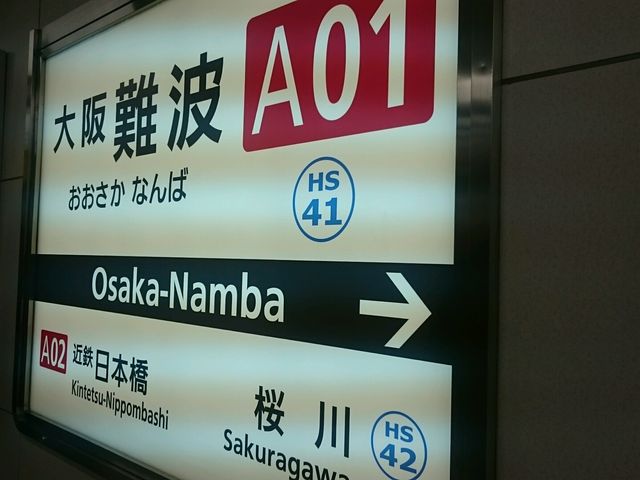 大阪難波
A01
おおさか なんば
HS
41
Osaka-Namba
A02
近鉄日本橋
Kintetsu-Nippombashi
桜川
Sakuragawa
HS
42